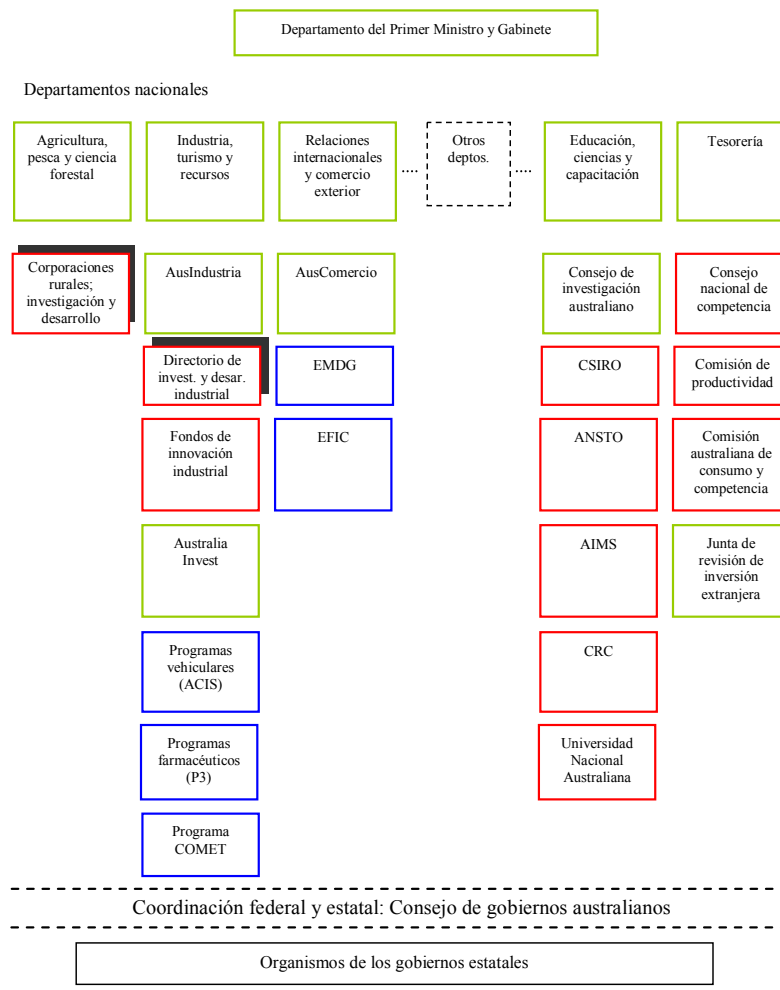 Departamento del Primer Ministro y Gabinete
Departamentos nacionales
Agricultura,
pesca y ciencia
forestal
Industria,
turismo y
recursos
Relaciones
internacionales
y comercio
exterior
....
Otros
deptos.
....
Educación,
ciencias y
capacitación
Tesorería
Corporaciones
rurales;
investigación y
desarrollo
AusIndustria
AusComercio
Consejo de
investigación
australiano
Consejo
nacional de
competencia
Directorio de
invest. y desar.
industrial
EMDG
CSIRO
Comisión de
productividad
Fondos de
innovación
industrial
EFIC
ANSTO
Comisión
australiana de
consumo y
competencia
Australia
Invest
AIMS
Junta de
revisión de
inversión
extranjera
Programas
vehiculares
(ACIS)
CRC
Programas
farmacéuticos
(P3)
Universidad
Nacional
Australiana
Programa
COMET
Coordinación federal y estatal: Consejo de gobiernos australianos
Organismos de los gobiernos estatales